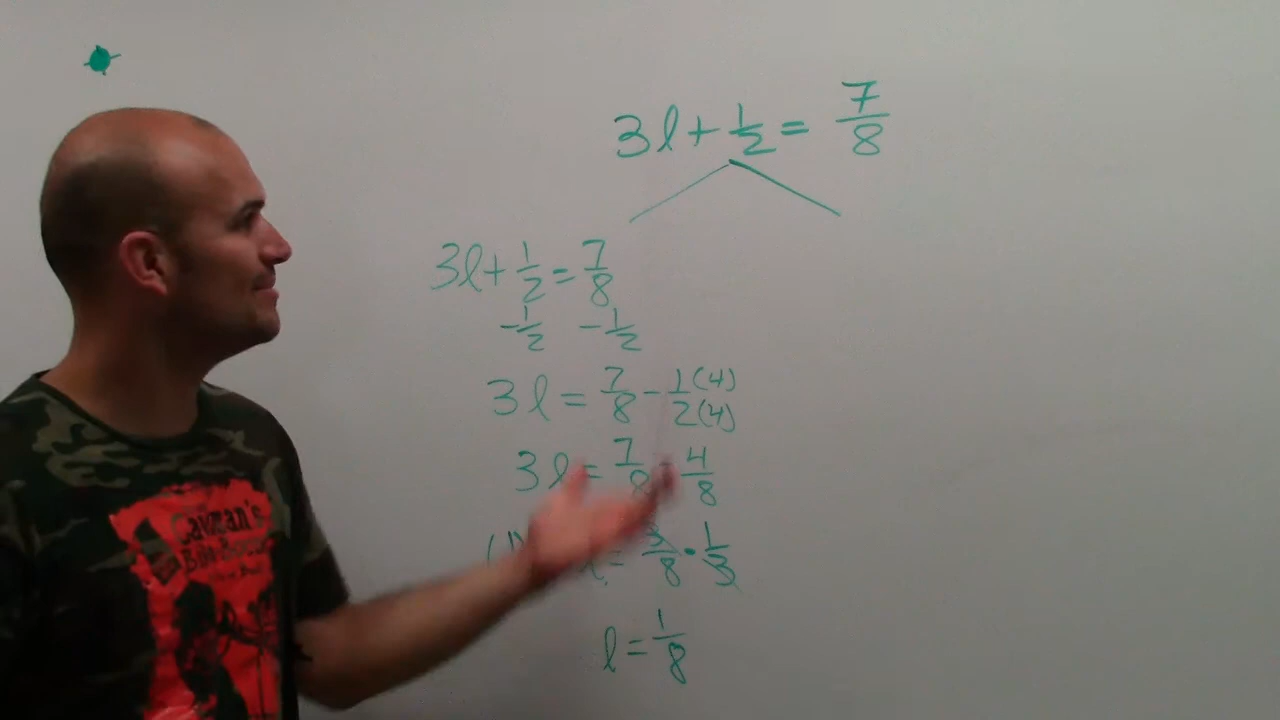 3l + 1/2 = 7/8
3l + 1/2 = 7/8
- 1/2 - 1/2
3l = 7/8 - 1(4)/2(4)
3l = 7/8 - 4/8
l = 3/8 · 1/3
l = 1/8
Cayman's